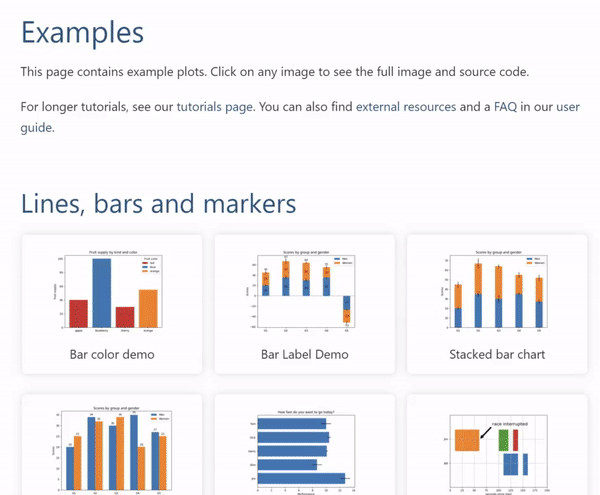 Examples
This page contains example plots. Click on any image to see the full image and source code.
For longer tutorials, see our tutorials page. You can also find external resources and a FAQ in our user
guide.
Lines, bars and markers
Fruit supply by kind and color
Scores by group and gender
Scores by group and gender
Bar color demo
Bar Label Demo
Stacked bar chart
Scores by group and gender
How fast do you want to go today?
race interrupted